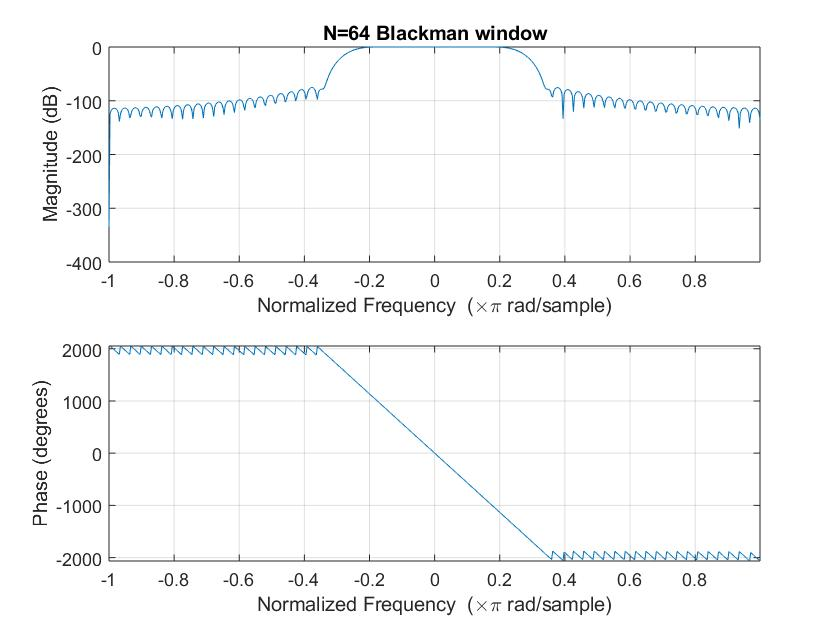 N=64 Blackman window
0
-100
-200
-300
-400
Magnitude (dB)
-1 -0.8 -0.6 -0.4 -0.2 0 0.2 0.4 0.6 0.8
Normalized Frequency (×π rad/sample)
2000
1000
0
-1000
-2000
Phase (degrees)
-1 -0.8 -0.6 -0.4 -0.2 0 0.2 0.4 0.6 0.8
Normalized Frequency (×π rad/sample)